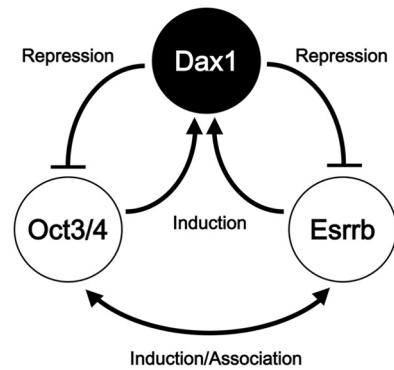 Repression
Repression
Dax1
Oct3/4
Induction
Esrrb
Induction/Association